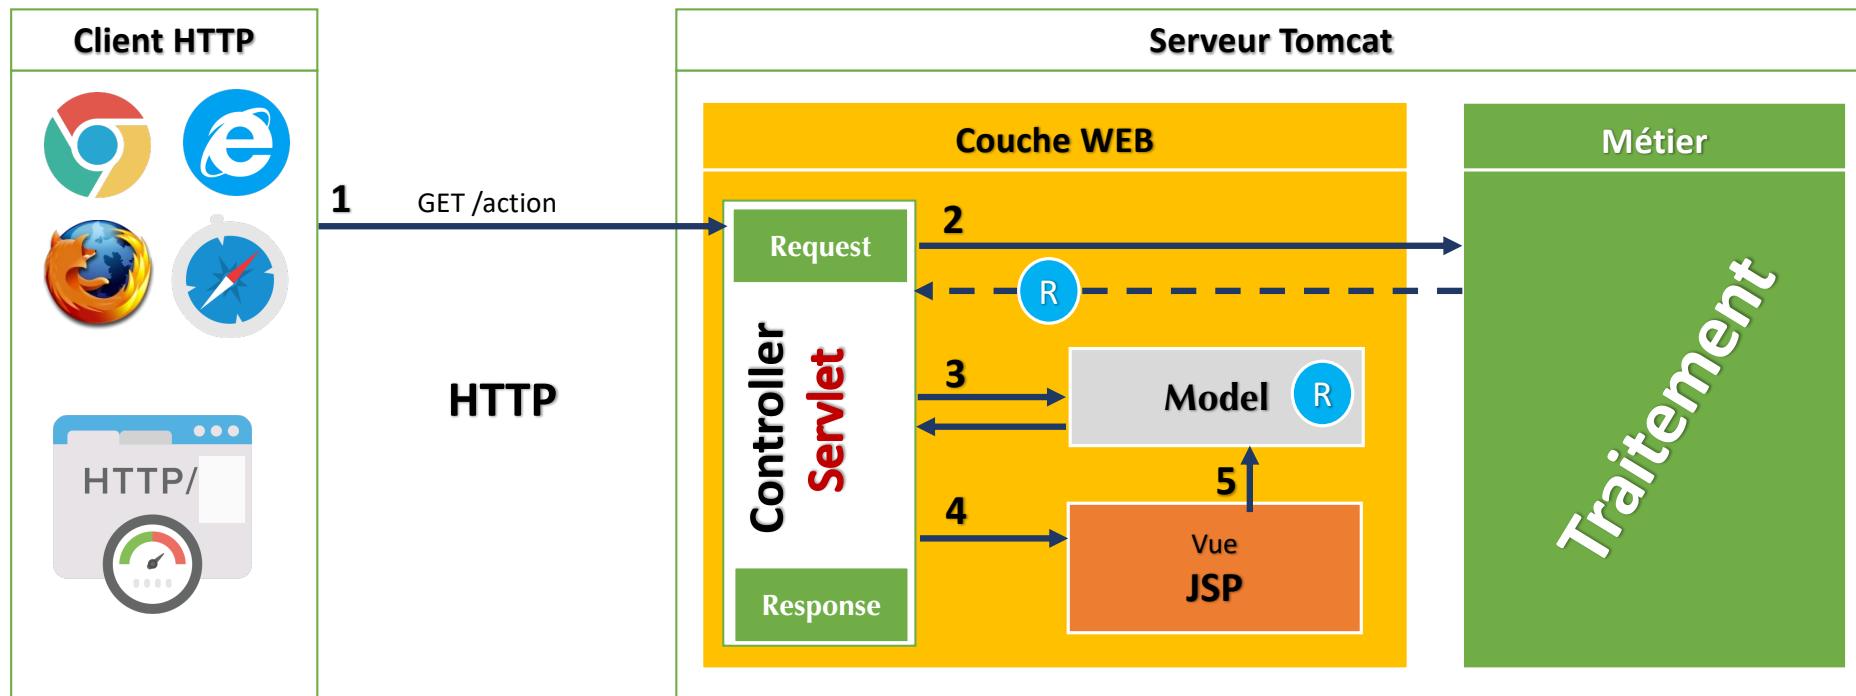 Client HTTP
Serveur Tomcat
Couche WEB
Métier
1
GET /action
Request
2
R
HTTP
Controller
Servlet
3
Model
R
HTTP/
5
4
Vue
JSP
Response
Traitement